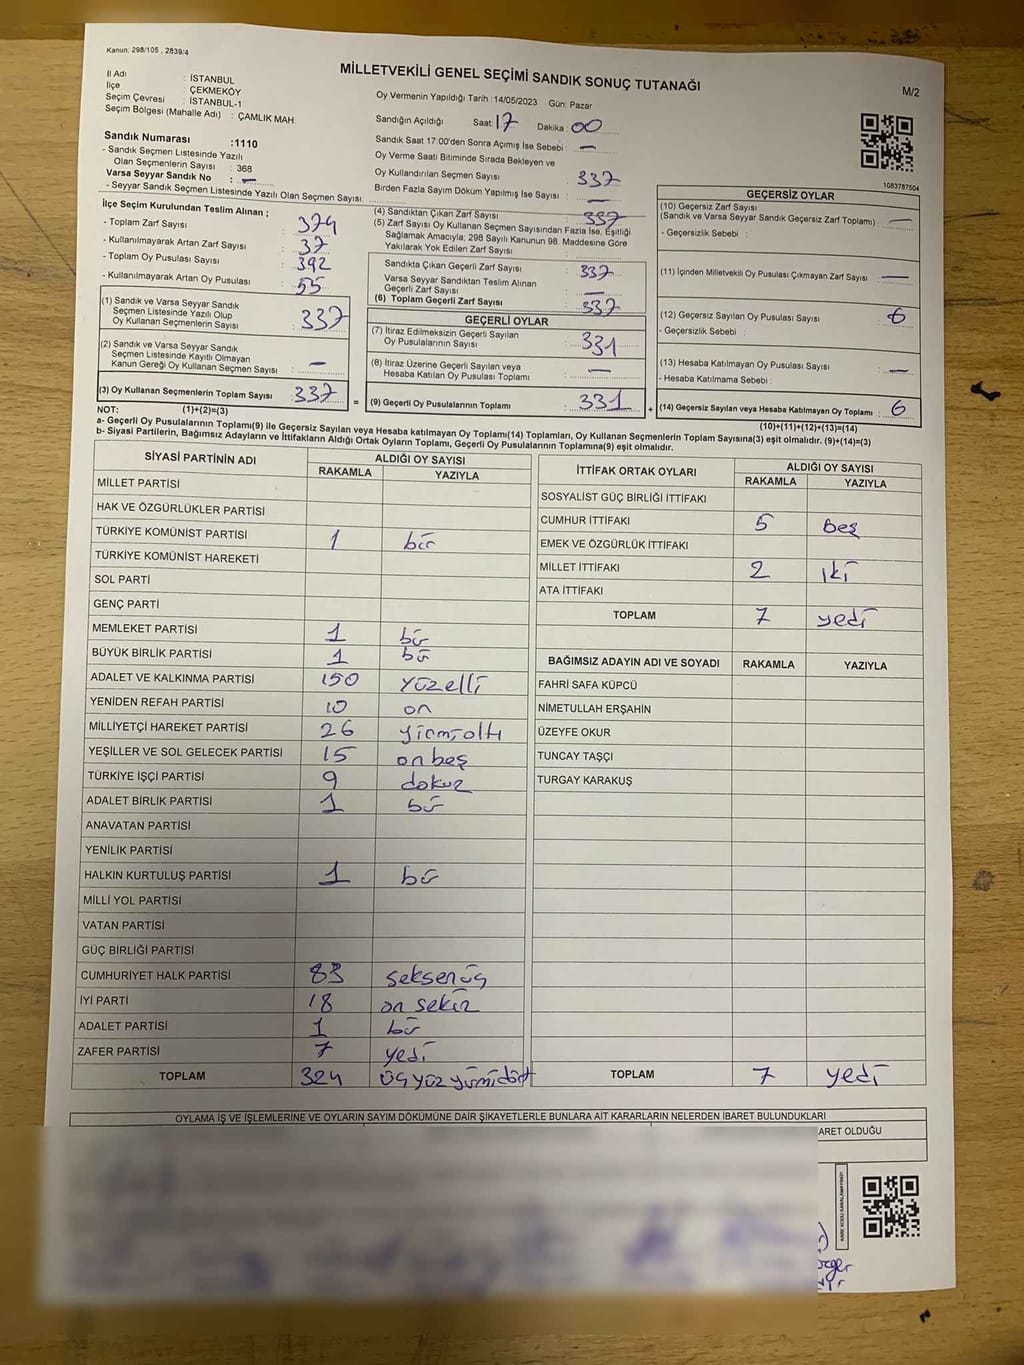 Kanun: 298/105 , 2839/4
MİLLETVEKİLİ GENEL SEÇİMİ SANDIK SONUÇ TUTANAĞI
M/2
İl Adı : İSTANBUL
İlçe : ÇEKMEKÖY
Seçim Çevresi : İSTANBUL-1
Seçim Bölgesi (Mahalle Adı) : ÇAMLIK MAH.
Oy Vermenin Yapıldığı Tarih :14/05/2023 Gün: Pazar
Sandığın Açıldığı Saat: 17 Dakika: 00
Sandık Saat 17:00'den Sonra Açımış İse Sebebi : —
Oy Verme Saati Bitiminde Sırada Bekleyen ve
Oy Kullandırılan Seçmen Sayısı : 337
Birden Fazla Sayım Döküm Yapılmış İse Sayısı :
Sandık Numarası :1110
- Sandık Seçmen Listesinde Yazılı
Olan Seçmenlerin Sayısı : 368
Varsa Seyyar Sandık No : —
- Seyyar Sandık Seçmen Listesinde Yazılı Olan Seçmen Sayısı:
1083787504
İlçe Seçim Kurulundan Teslim Alınan ;
- Toplam Zarf Sayısı : 374
- Kullanılmayarak Artan Zarf Sayısı : 37
- Toplam Oy Pusulası Sayısı : 392
- Kullanılmayarak Artan Oy Pusulası : 55
(1) Sandık ve Varsa Seyyar Sandık
Seçmen Listesinde Yazılı Olup
Oy Kullanan Seçmenlerin Sayısı : 337
(2) Sandık ve Varsa Seyyar Sandık
Seçmen Listesinde Kayıtlı Olmayan
Kanun Gereği Oy Kullanan Seçmen Sayısı : —
(3) Oy Kullanan Seçmenlerin Toplam Sayısı : 337
(1)+(2)=(3)
(4) Sandıktan Çıkan Zarf Sayısı : 337
(5) Zarf Sayısı Oy Kullanan Seçmen Sayısından Fazla İse, Eşitliği
Sağlamak Amacıyla; 298 Sayılı Kanunun 98. Maddesine Göre
Yakılarak Yok Edilen Zarf Sayısı :
Sandıkta Çıkan Geçerli Zarf Sayısı : 337
Varsa Seyyar Sandıktan Teslim Alınan
Geçerli Zarf Sayısı : —
(6) Toplam Geçerli Zarf Sayısı : 337
GEÇERLİ OYLAR
(7) İtiraz Edilmeksizin Geçerli Sayılan
Oy Pusulalarının Sayısı : 331
(8) İtiraz Üzerine Geçerli Sayılan veya
Hesaba Katılan Oy Pusulası Toplamı : —
= (9) Geçerli Oy Pusulalarının Toplamı : 331
GEÇERSİZ OYLAR
(10) Geçersiz Zarf Sayısı
(Sandık ve Varsa Seyyar Sandık Geçersiz Zarf Toplamı) : —
- Geçersizlik Sebebi :
(11) İçinden Milletvekili Oy Pusulası Çıkmayan Zarf Sayısı : —
(12) Geçersiz Sayılan Oy Pusulası Sayısı : 6
- Geçersizlik Sebebi :
(13) Hesaba Katılmayan Oy Pusulası Sayısı : —
- Hesaba Katılmama Sebebi :
+ (14) Geçersiz Sayılan veya Hesaba Katılmayan Oy Toplamı : 6
(10)+(11)+(12)+(13)=(14)
NOT:
a- Geçerli Oy Pusulalarının Toplamı(9) ile Geçersiz Sayılan veya Hesaba katılmayan Oy Toplamı(14) Toplamları, Oy Kullanan Seçmenlerin Toplam Sayısına(3) eşit olmalıdır. (9)+(14)=(3)
b- Siyasi Partilerin, Bağımsız Adayların ve İttifakların Aldığı Ortak Oyların Toplamı, Geçerli Oy Pusulalarının Toplamına(9) eşit olmalıdır.
SİYASİ PARTİNİN ADI ALDIĞI OY SAYISI
RAKAMLA YAZIYLA
MİLLET PARTİSİ
HAK VE ÖZGÜRLÜKLER PARTİSİ
TÜRKİYE KOMÜNİST PARTİSİ 1 bir
TÜRKİYE KOMÜNİST HAREKETİ
SOL PARTİ
GENÇ PARTİ
MEMLEKET PARTİSİ 1 bir
BÜYÜK BİRLİK PARTİSİ 1 bir
ADALET VE KALKINMA PARTİSİ 150 yüzelli
YENİDEN REFAH PARTİSİ 10 on
MİLLİYETÇİ HAREKET PARTİSİ 26 yirmialtı
YEŞİLLER VE SOL GELECEK PARTİSİ 15 onbeş
TÜRKİYE İŞÇİ PARTİSİ 9 dokuz
ADALET BİRLİK PARTİSİ 1 bir
ANAVATAN PARTİSİ
YENİLİK PARTİSİ
HALKIN KURTULUŞ PARTİSİ 1 bir
MİLLİ YOL PARTİSİ
VATAN PARTİSİ
GÜÇ BİRLİĞİ PARTİSİ
CUMHURİYET HALK PARTİSİ 83 seksenüç
İYİ PARTİ 18 on sekiz
ADALET PARTİSİ 1 bir
ZAFER PARTİSİ 7 yedi
TOPLAM 324 üçyüz yirmidört
İTTİFAK ORTAK OYLARI ALDIĞI OY SAYISI
RAKAMLA YAZIYLA
SOSYALİST GÜÇ BİRLİĞİ İTTİFAKI
CUMHUR İTTİFAKI 5 beş
EMEK VE ÖZGÜRLÜK İTTİFAKI
MİLLET İTTİFAKI 2 iki
ATA İTTİFAKI
TOPLAM 7 yedi
BAĞIMSIZ ADAYIN ADI VE SOYADI RAKAMLA YAZIYLA
FAHRİ SAFA KÜPCÜ
NİMETULLAH ERŞAHİN
ÜZEYFE OKUR
TUNCAY TAŞÇI
TURGAY KARAKUŞ
TOPLAM 7 yedi
OYLAMA İŞ VE İŞLEMLERİNE VE OYLARIN SAYIM DÖKÜMÜNE DAİR ŞİKAYETLERLE BUNLARA AİT KARARLARIN NELERDEN İBARET BULUNDUKLARI
ARET OLDUĞU